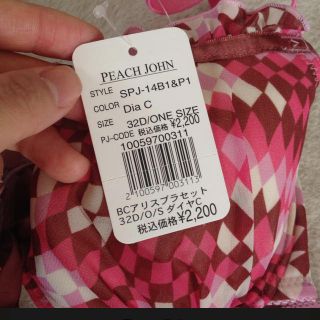 PEACH JOHN
STYLE SPJ-14B1&P1
COLOR Dia C
SIZE 32D/ONE SIZE
PJ-CODE 税込価格¥2,200
10059700311
2100597003113
BCアリスブラセット
32D/O/SダイヤC
税込価格¥2,200